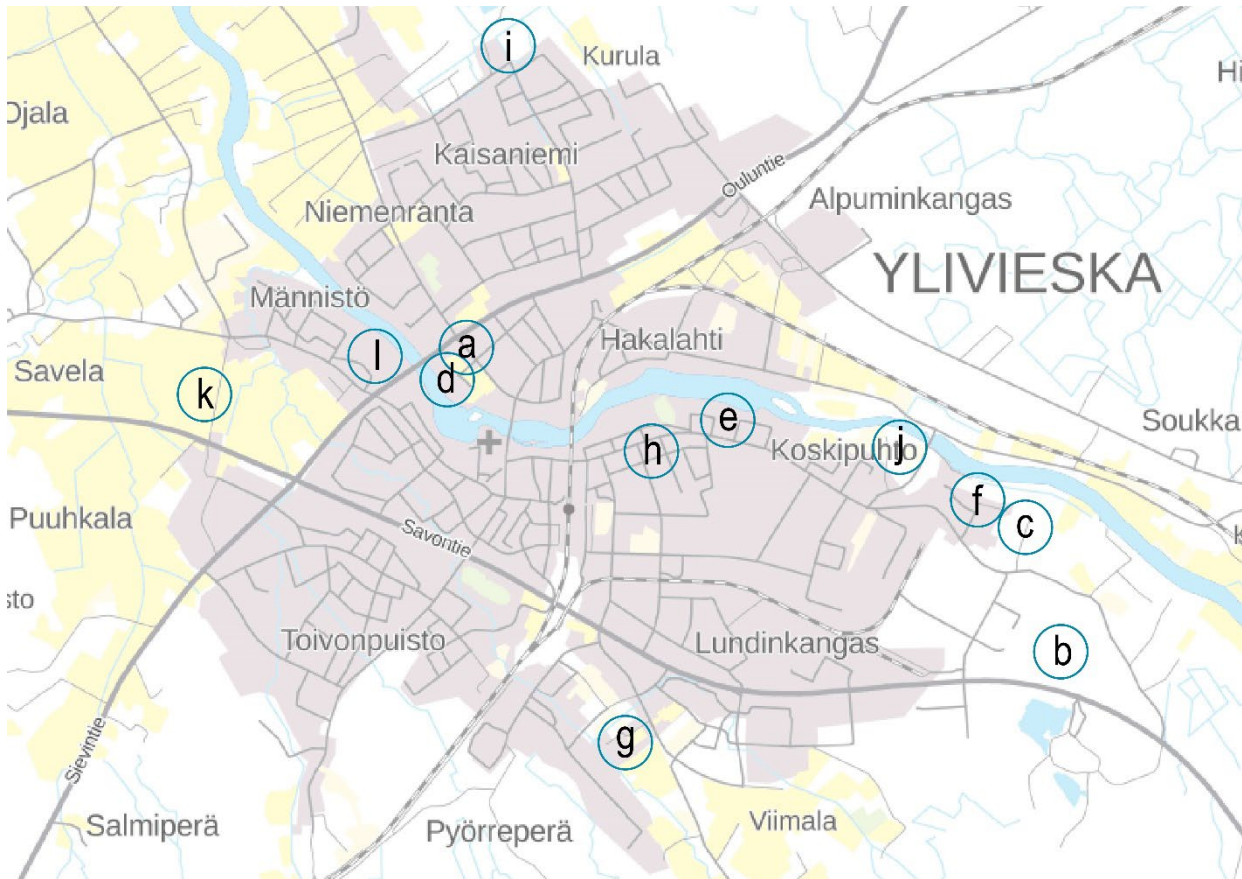 i
Kurula
Hi
Ojala
Kaisaniemi
Ouluntie
Alpuminkangas
Niemenranta
YLIVIESKA
Männistö
Hakalahti
a
l
Savela
d
k
e
Soukka
h
Koskipuhto
j
f
Puuhkala
c
Savontie
sto
Toivonpuisto
Lundinkangas
b
g
Sievintie
Salmiperä
Pyörreperä
Viimala